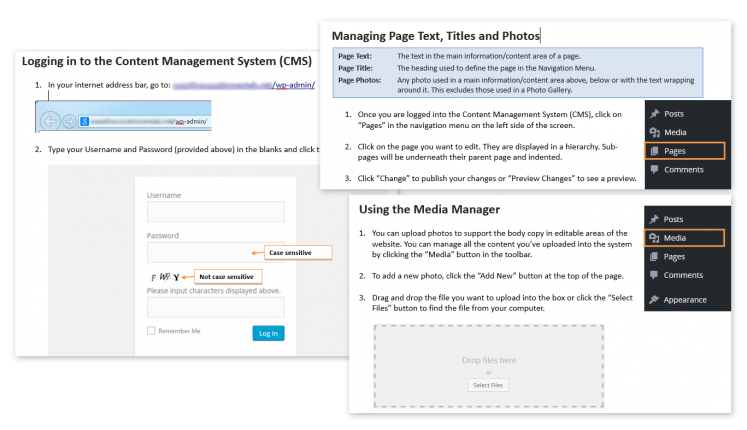 Logging in to the Content Management System (CMS)
1. In your internet address bar, go to: /wp-admin/
/wp-admin/
2. Type your Username and Password (provided above) in the blanks and click
Username
Password
Case sensitive
F WP Y
Not case sensitive
Please input characters displayed above.
Remember Me
Log In
Managing Page Text, Titles and Photos
Page Text: The text in the main information/content area of a page.
Page Title: The heading used to define the page in the Navigation Menu.
Page Photos: Any photo used in a main information/content area above, below or with the text wrapping
around it. This excludes those used in a Photo Gallery.
1. Once you are logged into the Content Management System (CMS), click on
“Pages” in the navigation menu on the left side of the screen.
2. Click on the page you want to edit. They are displayed in a hierarchy. Sub-
pages will be underneath their parent page and indented.
3. Click “Change” to publish your changes or “Preview Changes” to see a preview.
Posts
Media
Pages
Comments
Using the Media Manager
1. You can upload photos to support the body copy in editable areas of the
website. You can manage all the content you’ve uploaded into the system
by clicking the “Media” button in the toolbar.
2. To add a new photo, click the “Add New” button at the top of the page.
3. Drag and drop the file you want to upload into the box or click the “Select
Files” button to find the file from your computer.
Drop files here
or
Select Files
Posts
Media
Pages
Comments
Appearance